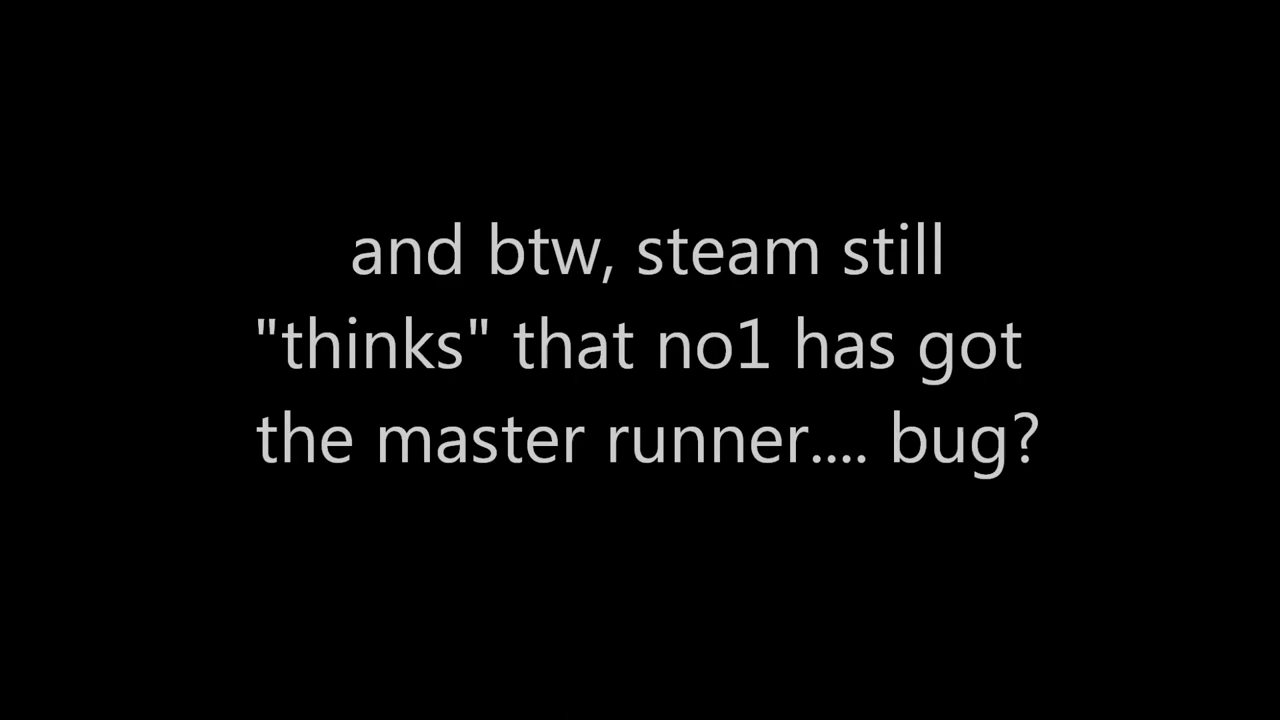 and btw, steam still
"thinks" that no1 has got
the master runner.... bug?